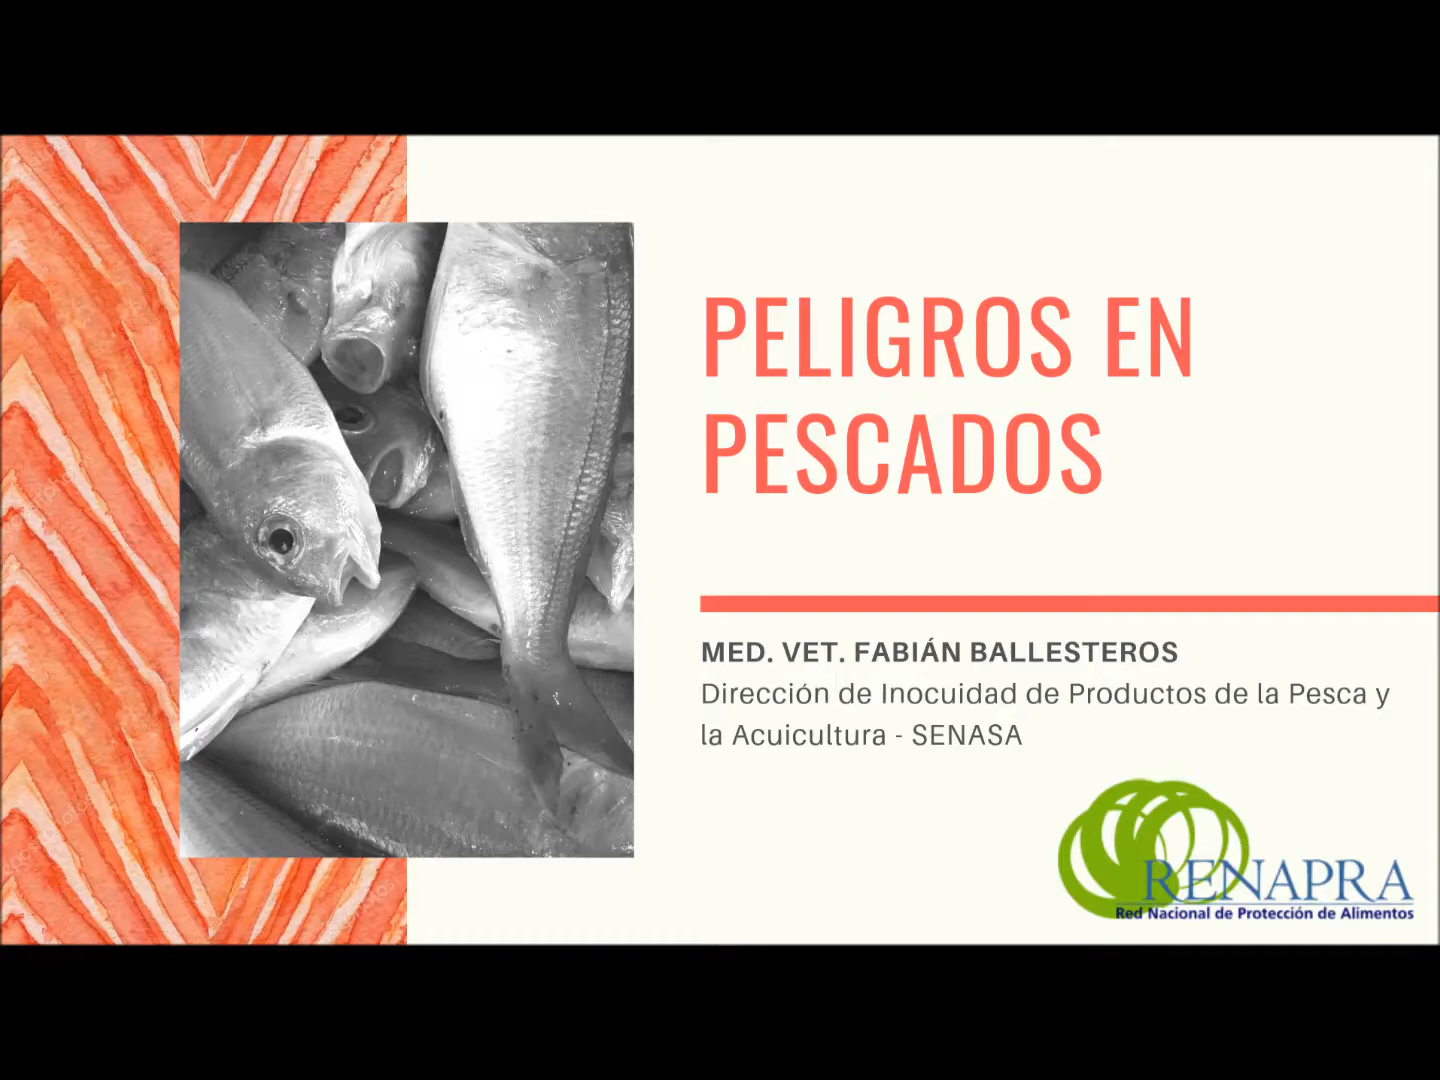 PELIGROS EN
PESCADOS
MED. VET. FABIÁN BALLESTEROS
Dirección de Inocuidad de Productos de la Pesca y
la Acuicultura - SENASA
RENAPRA
Red Nacional de Protección de Alimentos